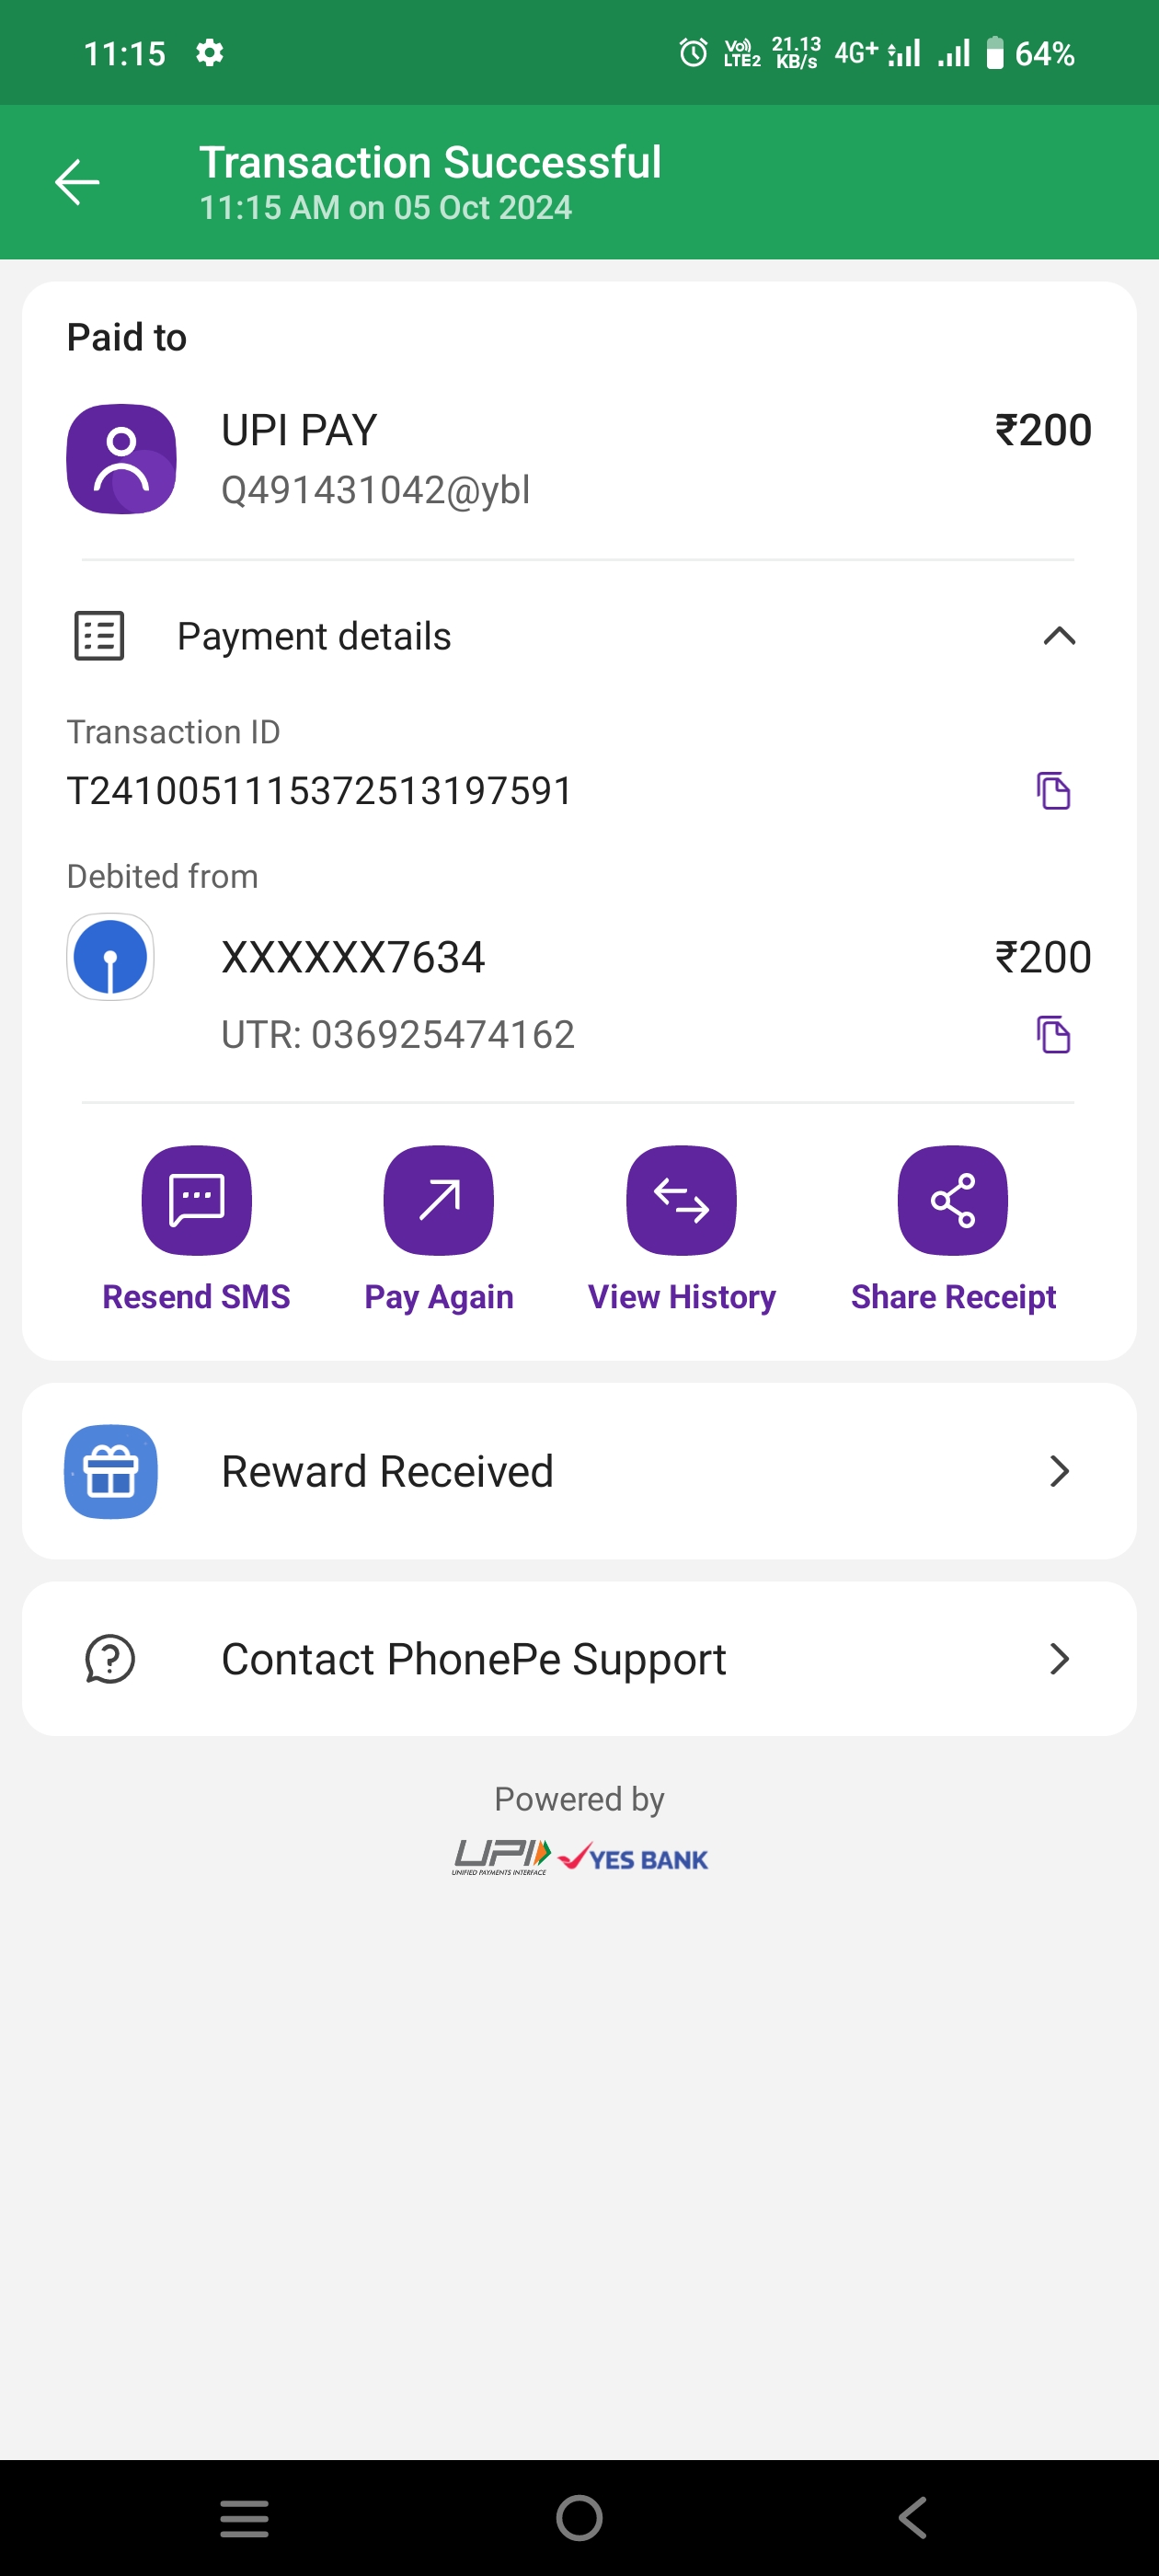 11:15
Vo))
LTE2
21.13
KB/s
4G+
64%
Transaction Successful
11:15 AM on 05 Oct 2024
Paid to
UPI PAY ₹200
Q491431042@ybl
Payment details
Transaction ID
T2410051115372513197591
Debited from
XXXXXX7634 ₹200
UTR: 036925474162
Resend SMS Pay Again View History Share Receipt
Reward Received
Contact PhonePe Support
Powered by
UPI YES BANK
UNIFIED PAYMENTS INTERFACE